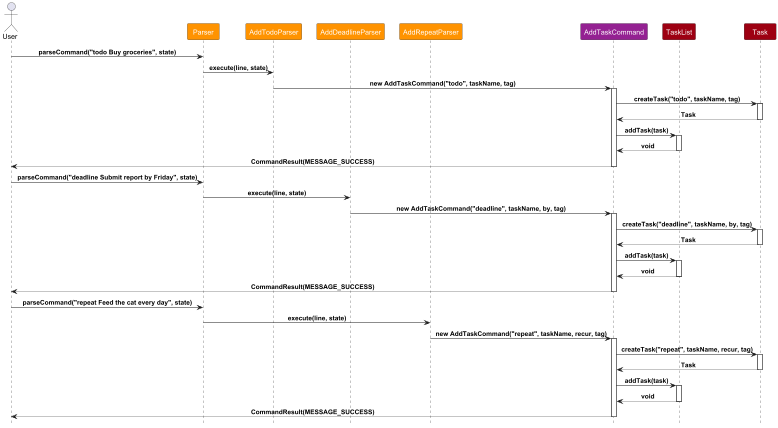 User
Parser
AddTodoParser
AddDeadlineParser
AddRepeatParser
AddTaskCommand
TaskList
Task
parseCommand("todo Buy groceries", state)
execute(line, state)
new AddTaskCommand("todo", taskName, tag)
createTask("todo", taskName, tag)
Task
addTask(task)
void
CommandResult(MESSAGE_SUCCESS)
parseCommand("deadline Submit report by Friday", state)
execute(line, state)
new AddTaskCommand("deadline", taskName, by, tag)
createTask("deadline", taskName, by, tag)
Task
addTask(task)
void
CommandResult(MESSAGE_SUCCESS)
parseCommand("repeat Feed the cat every day", state)
execute(line, state)
new AddTaskCommand("repeat", taskName, recur, tag)
createTask("repeat", taskName, recur, tag)
Task
addTask(task)
void
CommandResult(MESSAGE_SUCCESS)